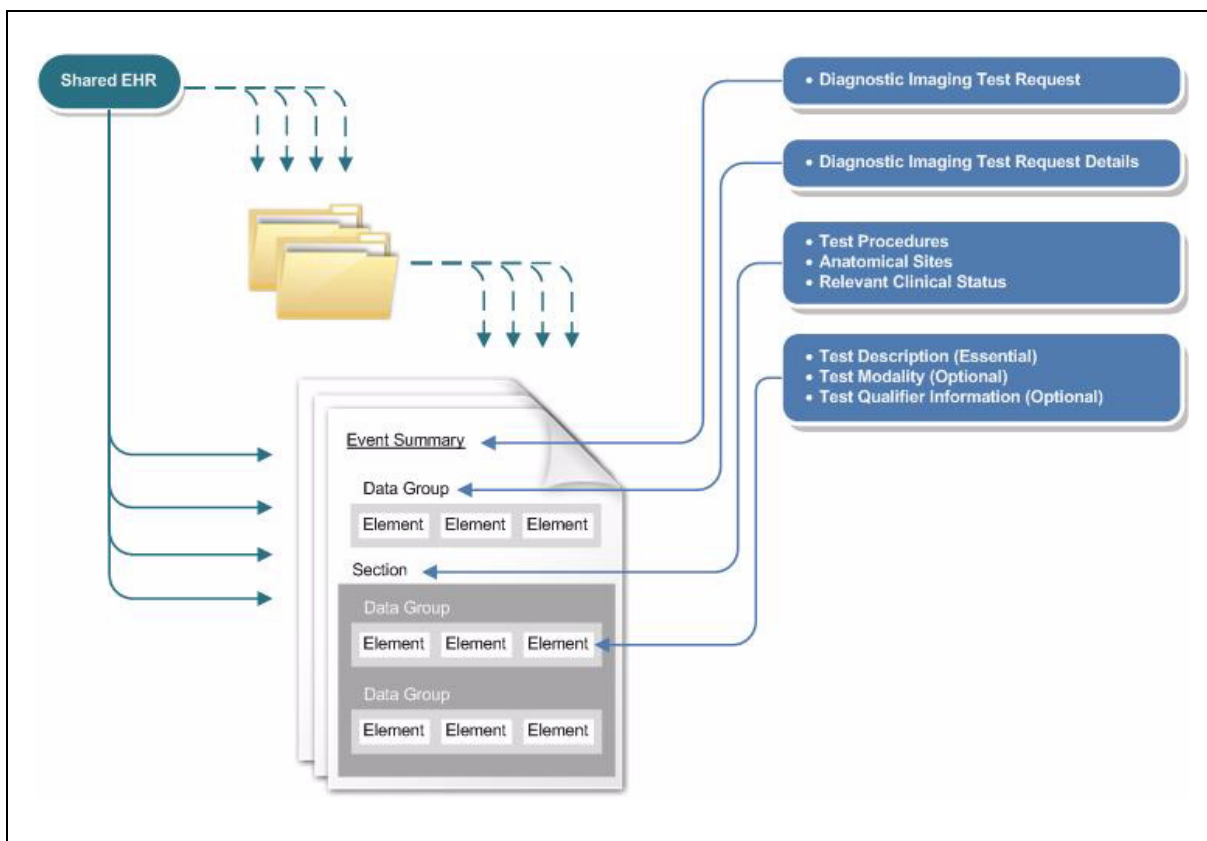 Shared EHR
• Diagnostic Imaging Test Request
• Diagnostic Imaging Test Request Details
• Test Procedures
• Anatomical Sites
• Relevant Clinical Status
• Test Description (Essential)
• Test Modality (Optional)
• Test Qualifier Information (Optional)
Event Summary
Data Group
Element Element Element
Section
Data Group
Element Element Element
Data Group
Element Element Element